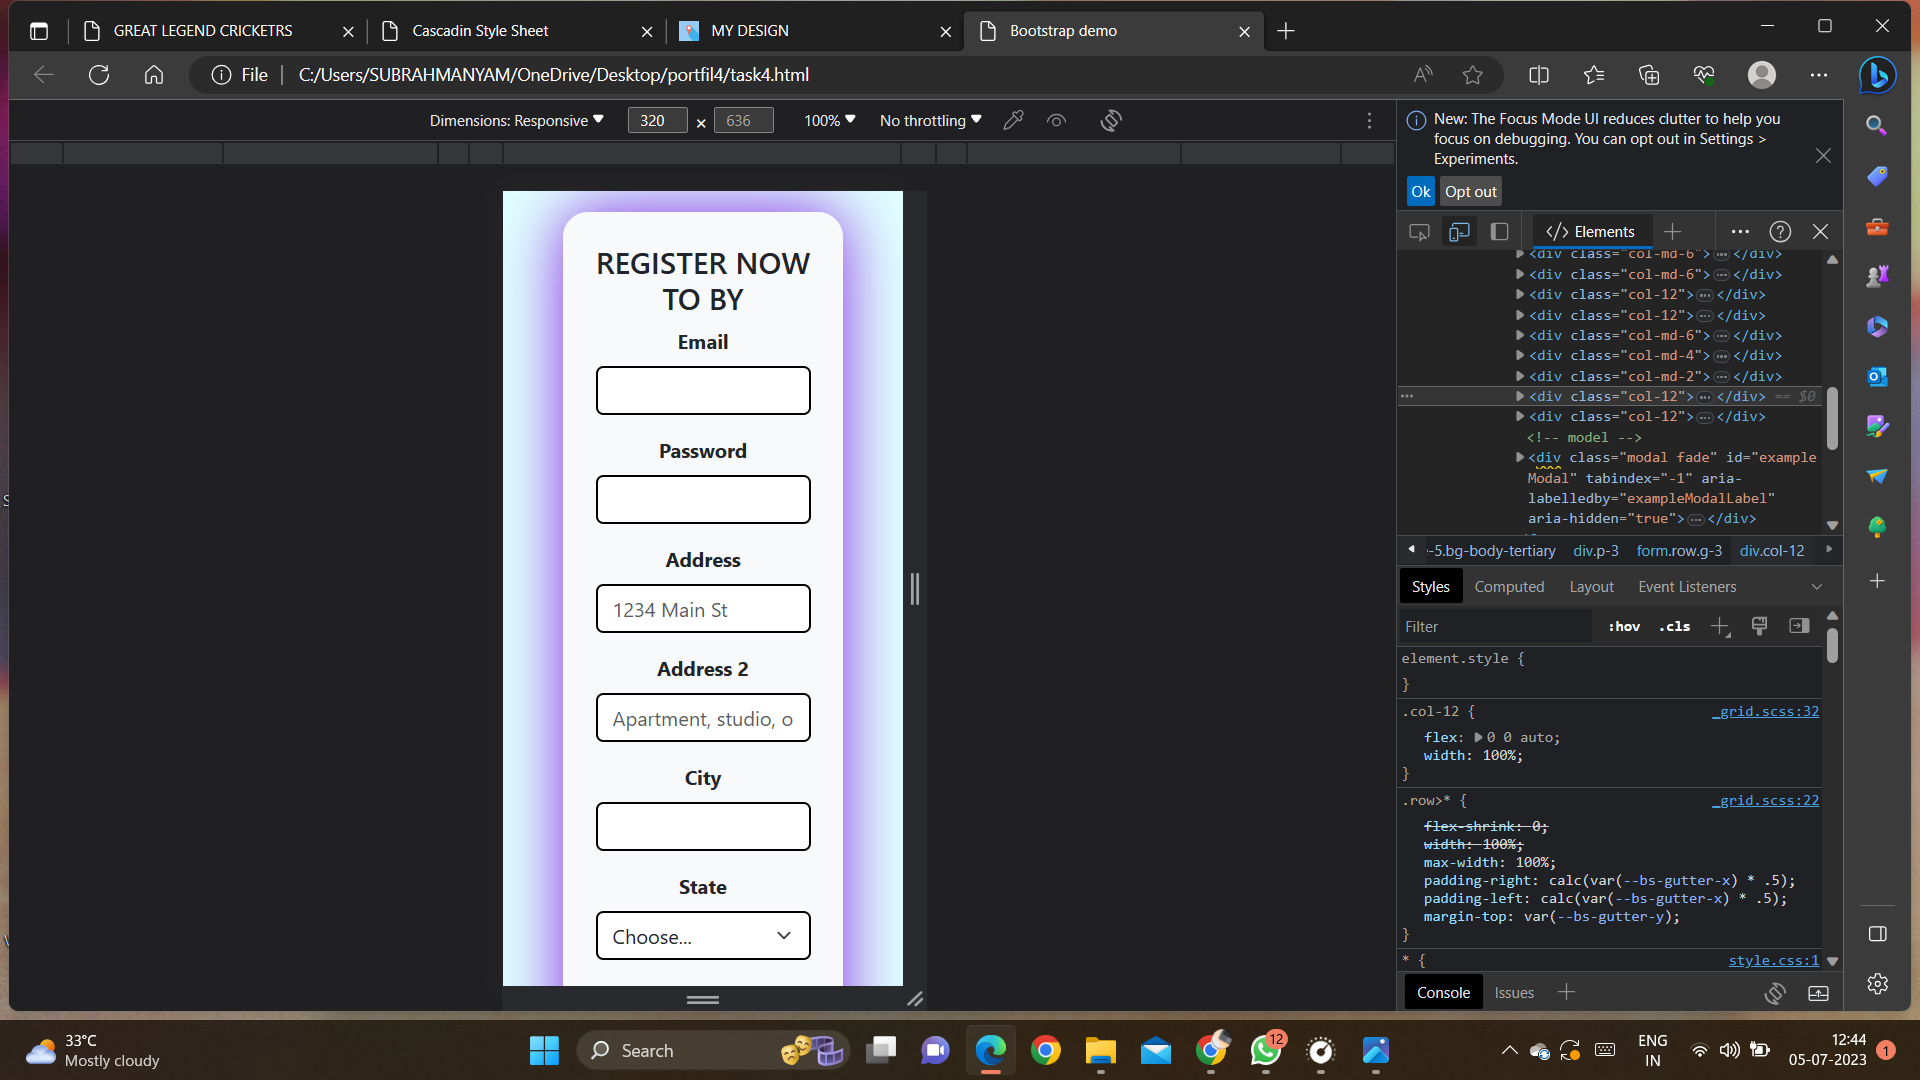 GREAT LEGEND CRICKETRS
Cascadin Style Sheet
MY DESIGN
Bootstrap demo
File
C:/Users/SUBRAHMANYAM/OneDrive/Desktop/portfil4/task4.html
Dimensions: Responsive
320 × 636
100%
No throttling
New: The Focus Mode UI reduces clutter to help you
focus on debugging. You can opt out in Settings >
Experiments.
Ok
Opt out
REGISTER NOW
TO BY
Email
Password
Address
1234 Main St
Address 2
Apartment, studio, o
City
State
Choose...
</> Elements
<div class="col-md-6">…</div>
<div class="col-md-6">…</div>
<div class="col-12">…</div>
<div class="col-12">…</div>
<div class="col-md-6">…</div>
<div class="col-md-4">…</div>
<div class="col-md-2">…</div>
<div class="col-12">…</div> == $0
<div class="col-12">…</div>
<!-- model -->
<div class="modal fade" id="example
Modal" tabindex="-1" aria-
labelledby="exampleModalLabel"
aria-hidden="true">…</div>
-5.bg-body-tertiary div.p-3 form.row.g-3 div.col-12
Styles Computed Layout Event Listeners
Filter
:hov .cls
element.style {
}
.col-12 { _grid.scss:32
flex: 0 0 auto;
width: 100%;
}
.row>* { _grid.scss:22
flex-shrink: 0;
width: 100%;
max-width: 100%;
padding-right: calc(var(--bs-gutter-x) * .5);
padding-left: calc(var(--bs-gutter-x) * .5);
margin-top: var(--bs-gutter-y);
}
* { style.css:1
Console Issues
33°C
Mostly cloudy
Search
12
ENG
IN
12:44
05-07-2023
1